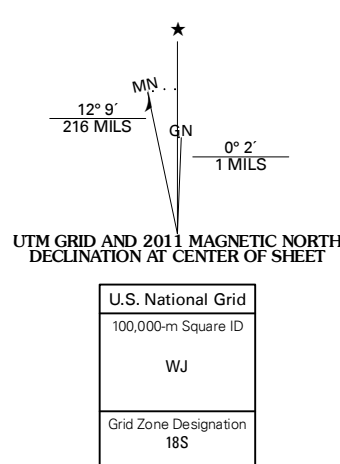 MN
12° 9´
216 MILS
GN
0° 2´
1 MILS
UTM GRID AND 2011 MAGNETIC NORTH
DECLINATION AT CENTER OF SHEET
U.S. National Grid
100,000-m Square ID
WJ
Grid Zone Designation
18S